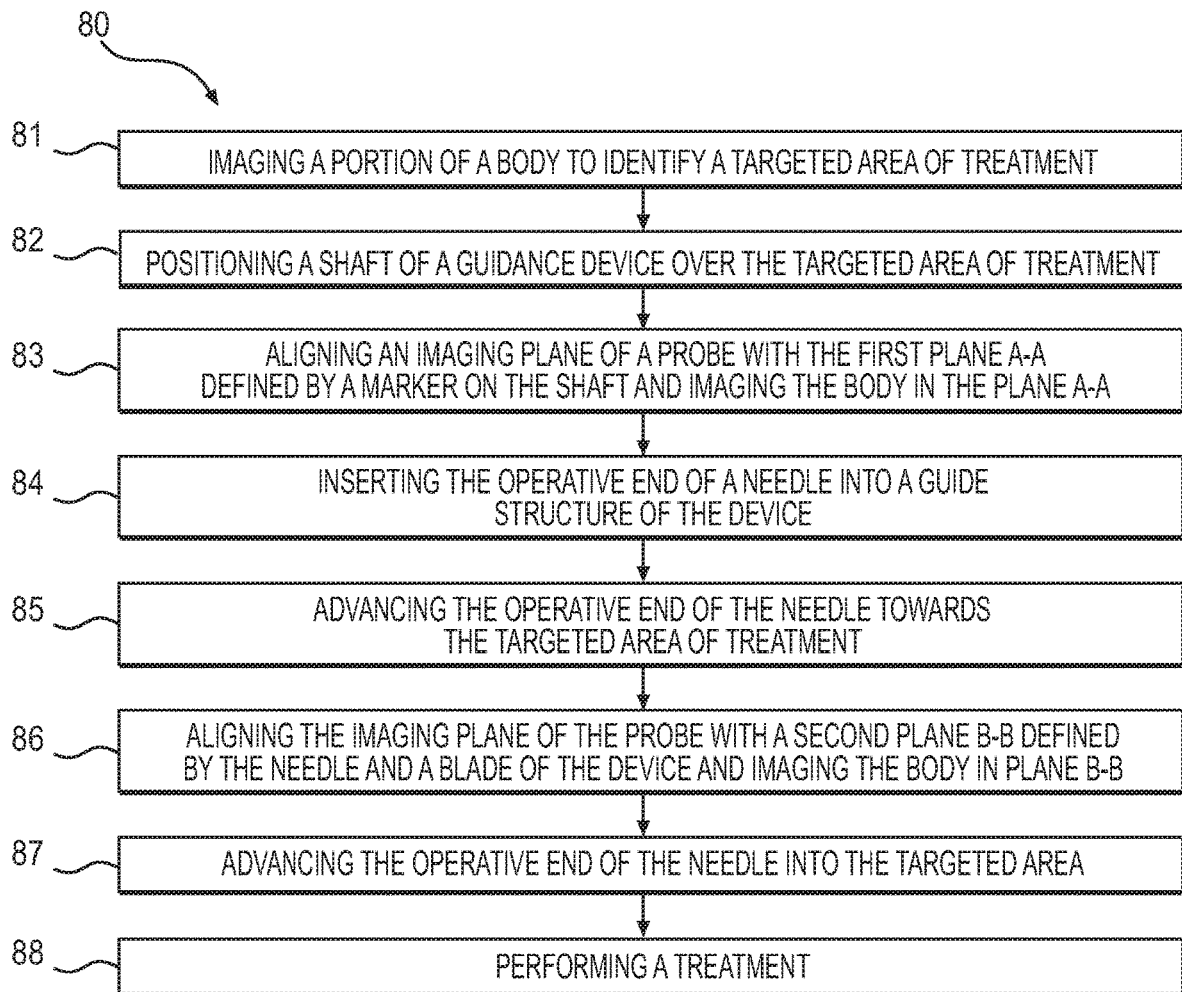 80
81
IMAGING A PORTION OF A BODY TO IDENTIFY A TARGETED AREA OF TREATMENT
82
POSITIONING A SHAFT OF A GUIDANCE DEVICE OVER THE TARGETED AREA OF TREATMENT
83
ALIGNING AN IMAGING PLANE OF A PROBE WITH THE FIRST PLANE A-A
DEFINED BY A MARKER ON THE SHAFT AND IMAGING THE BODY IN THE PLANE A-A
84
INSERTING THE OPERATIVE END OF A NEEDLE INTO A GUIDE
STRUCTURE OF THE DEVICE
85
ADVANCING THE OPERATIVE END OF THE NEEDLE TOWARDS
THE TARGETED AREA OF TREATMENT
86
ALIGNING THE IMAGING PLANE OF THE PROBE WITH A SECOND PLANE B-B DEFINED
BY THE NEEDLE AND A BLADE OF THE DEVICE AND IMAGING THE BODY IN PLANE B-B
87
ADVANCING THE OPERATIVE END OF THE NEEDLE INTO THE TARGETED AREA
88
PERFORMING A TREATMENT